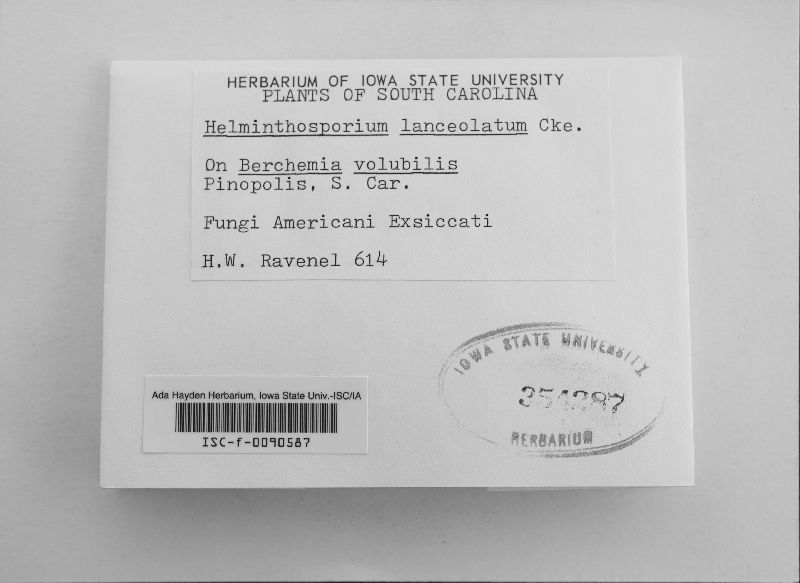 HERBARIUM OF IOWA STATE UNIVERSITY
PLANTS OF SOUTH CAROLINA
Helminthosporium lanceolatum Cke.
On Berchemia volubilis
Pinopolis, S. Car.
Fungi Americani Exsiccati
H.W. Ravenel 614
IOWA STATE UNIVERSITY
354287
HERBARIUM
Ada Hayden Herbarium, Iowa State Univ.-ISC/IA
ISC-f-0090587